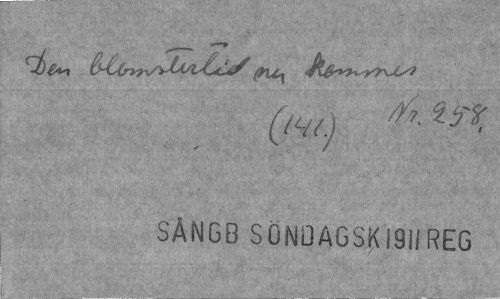 Den blomstertid nu kommer
(141.) Nr. 258.
SÅNGB SÖNDAGSK 1911 REG